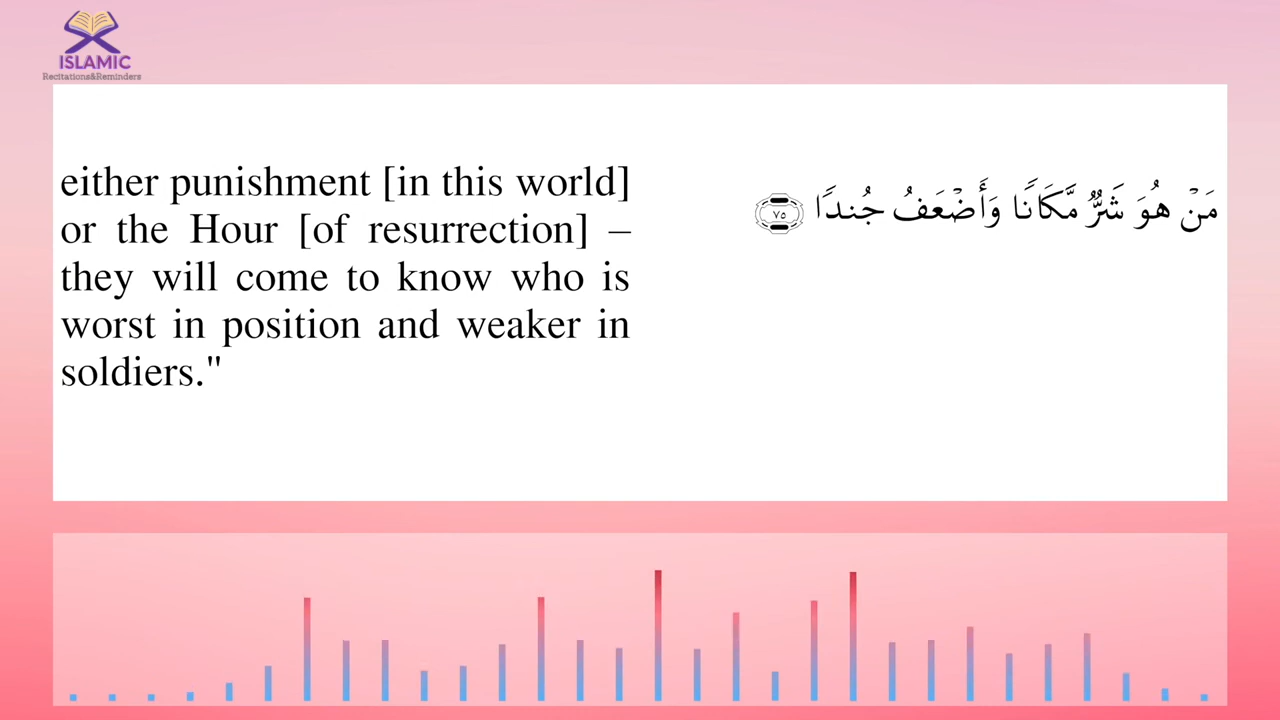 ISLAMIC
Recitations&Reminders
either punishment [in this world]
or the Hour [of resurrection] –
they will come to know who is
worst in position and weaker in
soldiers."
مَنۡ هُوَ شَرٌّ مَّكَانٗا وَأَضۡعَفُ جُندٗا ٧٥